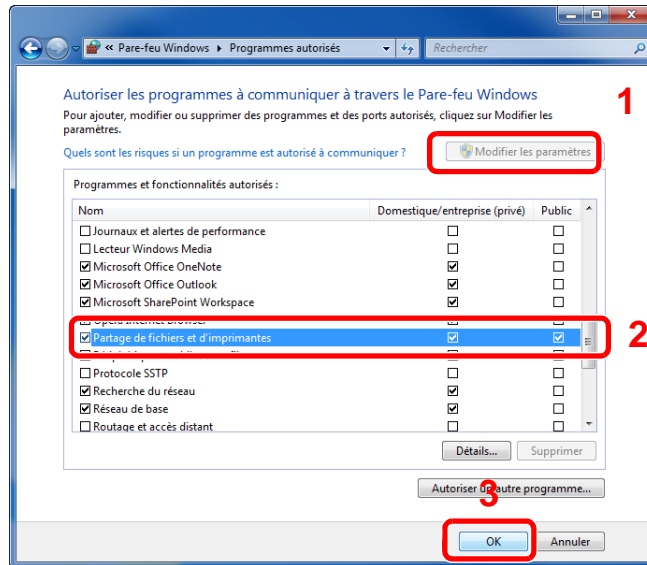 « Pare-feu Windows ▸ Programmes autorisés
Rechercher
Autoriser les programmes à communiquer à travers le Pare-feu Windows
1
Pour ajouter, modifier ou supprimer des programmes et des ports autorisés, cliquez sur Modifier les
paramètres.
Quels sont les risques si un programme est autorisé à communiquer ?
Modifier les paramètres
Programmes et fonctionnalités autorisés :
Nom Domestique/entreprise (privé) Public
Journaux et alertes de performance
Lecteur Windows Media
Microsoft Office OneNote
Microsoft Office Outlook
Microsoft SharePoint Workspace
Opera Internet Browser
Partage de fichiers et d'imprimantes
2
Protocole SSTP
Recherche du réseau
Réseau de base
Routage et accès distant
Détails... Supprimer
Autoriser un autre programme...
3
OK Annuler